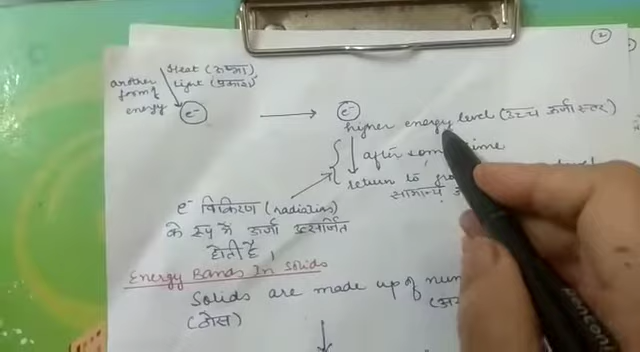 2
another form of energy
Heat (ऊष्मा)
Light (प्रकाश)
e⁻ → e⁻
higher energy level (उच्च ऊर्जा स्तर)
after some time
return to
सामान्य
e⁻ विकिरण (radiation)
के रूप में ऊर्जा उत्सर्जित
होती है ।
Energy Bands In Solids
Solids are made up of num
(ठोस)